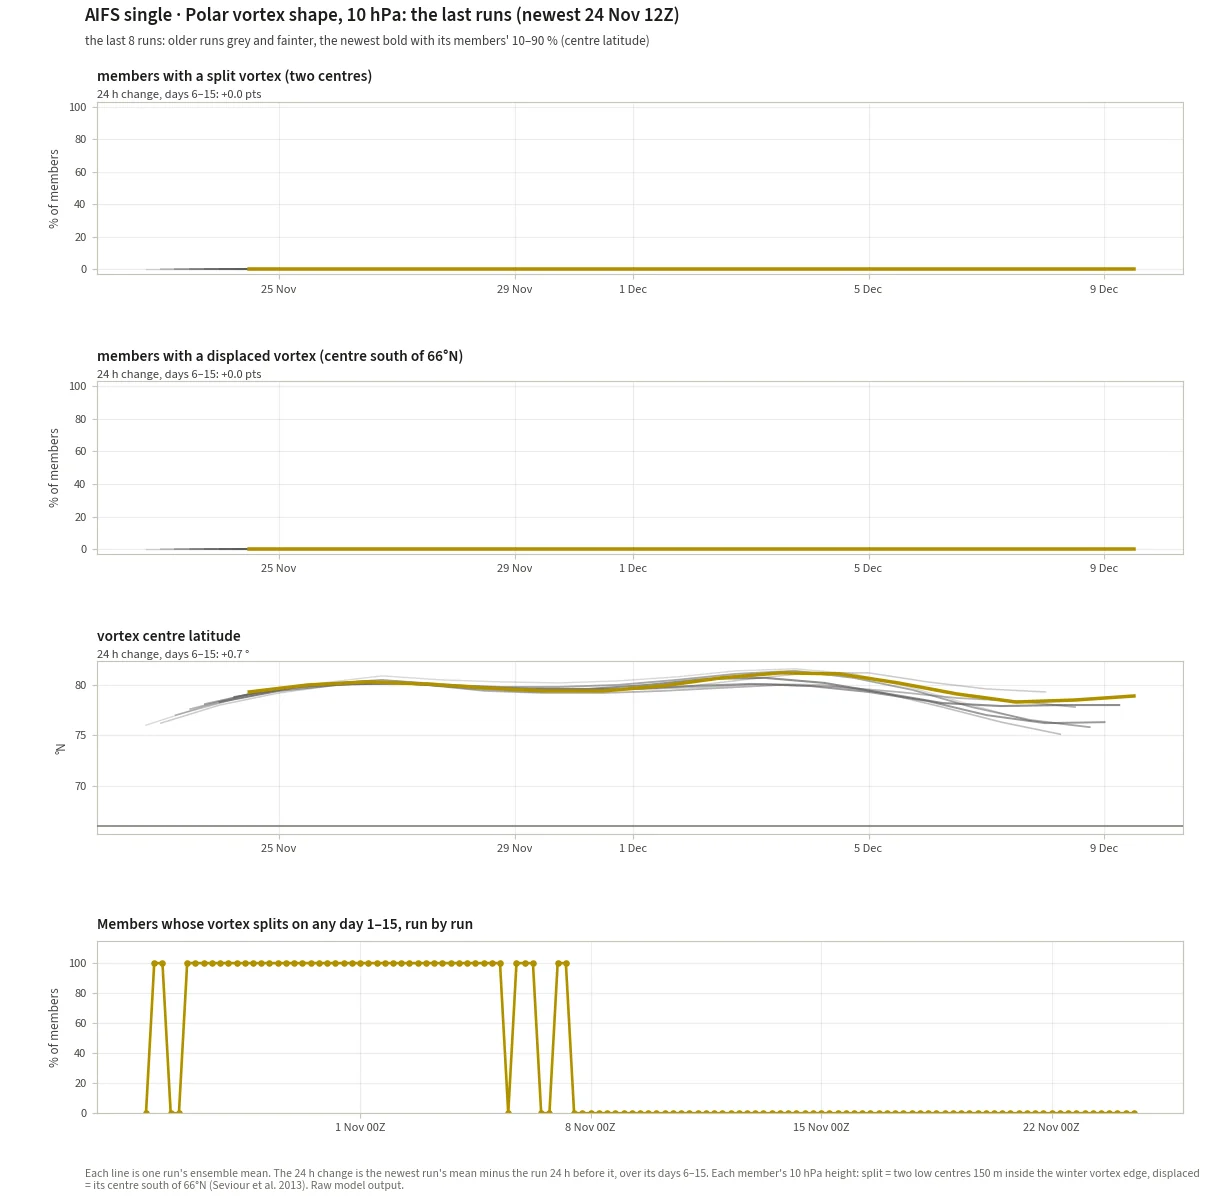 AIFS single · Polar vortex shape, 10 hPa: the last runs (newest 24 Nov 12Z)
the last 8 runs: older runs grey and fainter, the newest bold with its members' 10–90 % (centre latitude)
members with a split vortex (two centres)
24 h change, days 6–15: +0.0 pts
100
80
60
40
20
0
% of members
25 Nov
29 Nov
1 Dec
5 Dec
9 Dec
members with a displaced vortex (centre south of 66°N)
24 h change, days 6–15: +0.0 pts
100
80
60
40
20
0
% of members
25 Nov
29 Nov
1 Dec
5 Dec
9 Dec
vortex centre latitude
24 h change, days 6–15: +0.7 °
80
75
70
°N
25 Nov
29 Nov
1 Dec
5 Dec
9 Dec
Members whose vortex splits on any day 1–15, run by run
100
80
60
40
20
0
% of members
1 Nov 00Z
8 Nov 00Z
15 Nov 00Z
22 Nov 00Z
Each line is one run's ensemble mean. The 24 h change is the newest run's mean minus the run 24 h before it, over its days 6–15. Each member's 10 hPa height: split = two low centres 150 m inside the winter vortex edge, displaced
= its centre south of 66°N (Seviour et al. 2013). Raw model output.